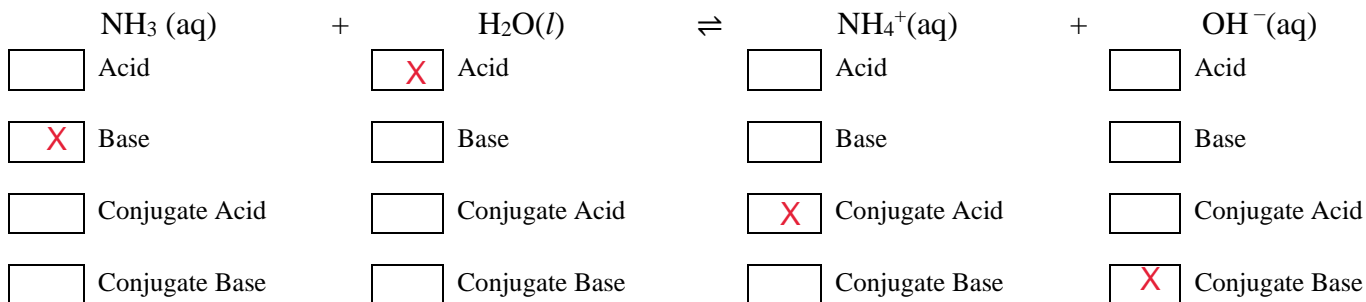 NH₃ (aq) + H₂O(l) ⇌ NH₄⁺(aq) + OH⁻(aq)
Acid X Acid Acid Acid
X Base Base Base Base
Conjugate Acid Conjugate Acid X Conjugate Acid Conjugate Acid
Conjugate Base Conjugate Base Conjugate Base X Conjugate Base